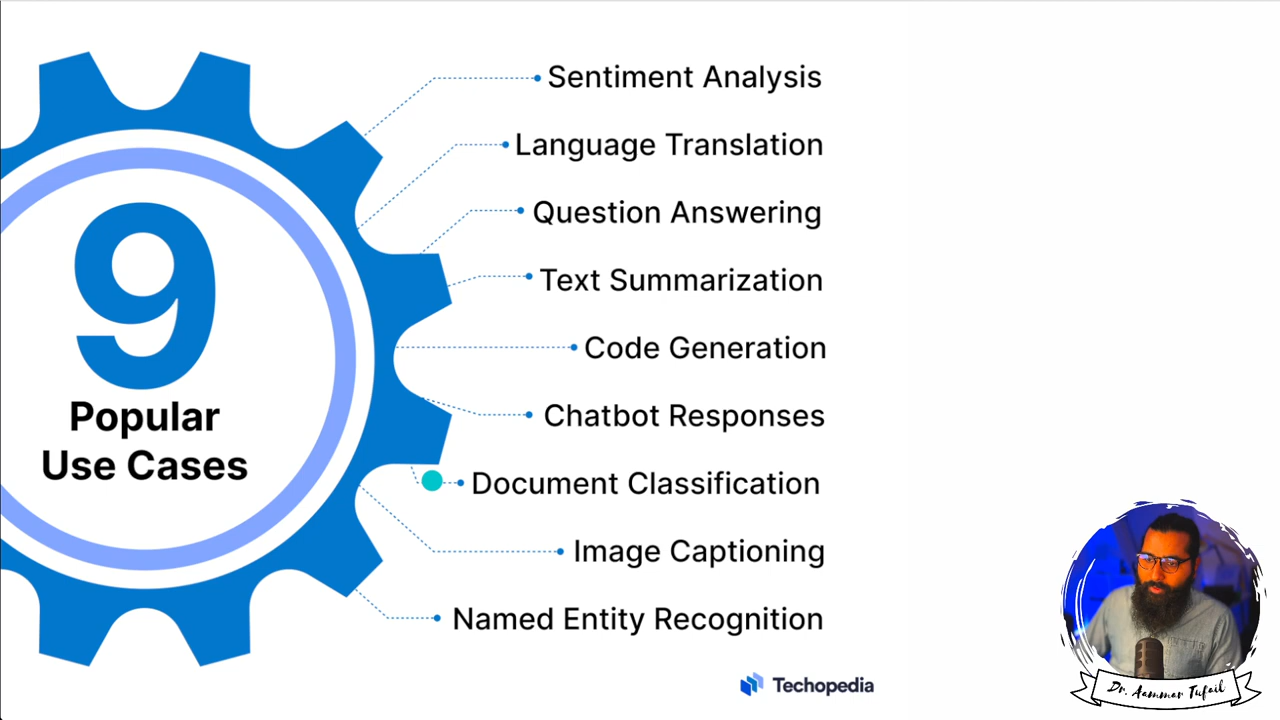 9
Popular
Use Cases
Sentiment Analysis
Language Translation
Question Answering
Text Summarization
Code Generation
Chatbot Responses
Document Classification
Image Captioning
Named Entity Recognition
Techopedia
Dr. Aammar Tufail